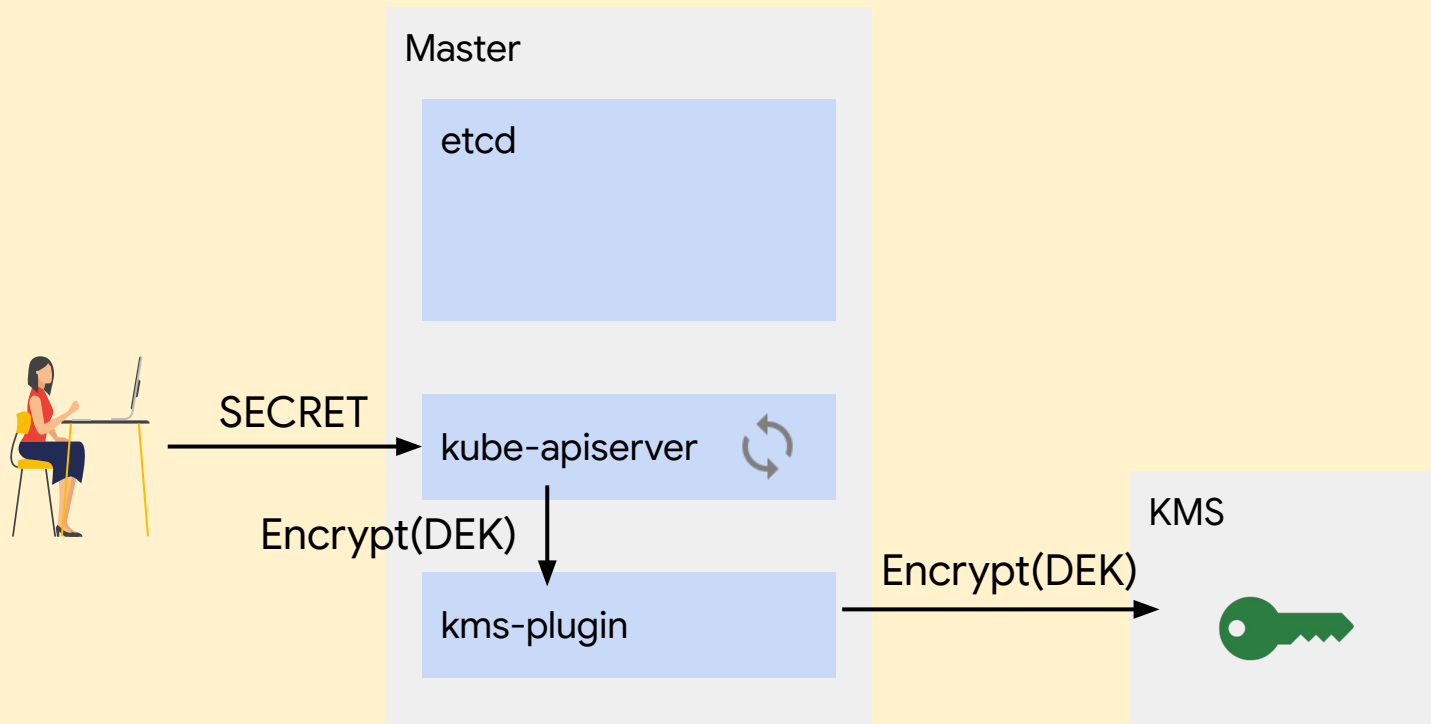 Master
etcd
SECRET
kube-apiserver
Encrypt(DEK)
kms-plugin
Encrypt(DEK)
KMS